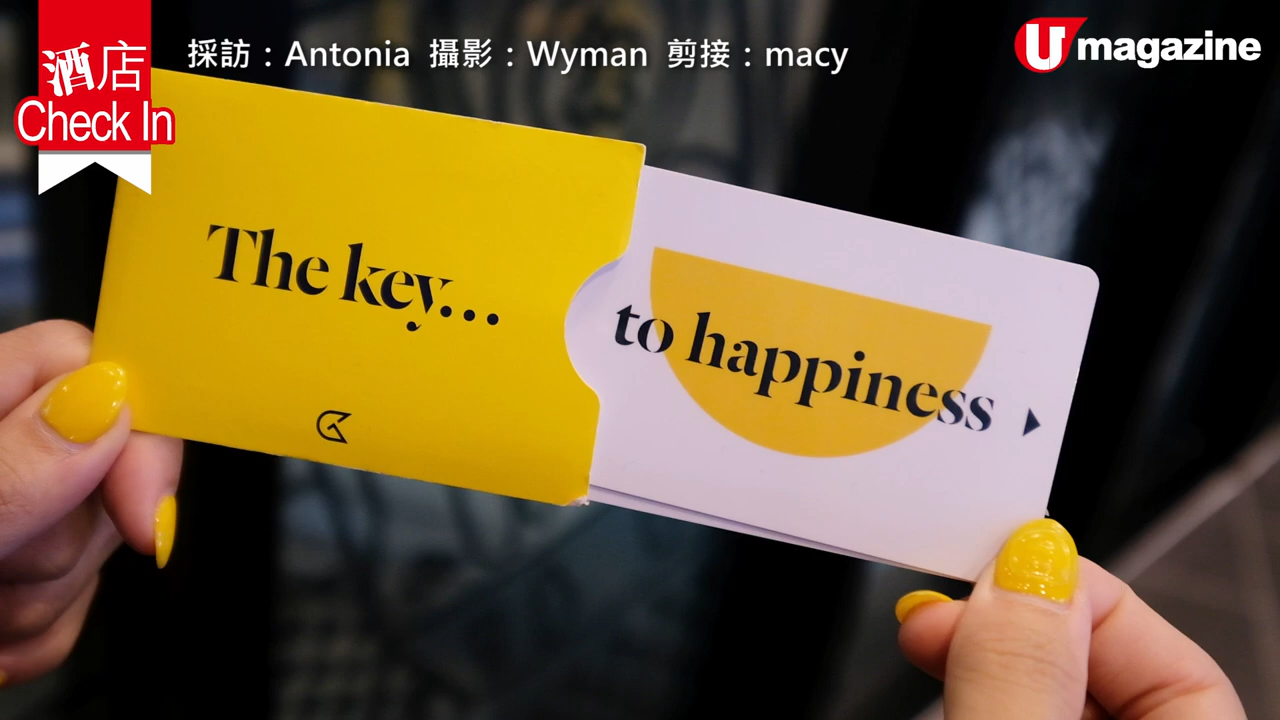 酒店
Check In
採訪：Antonia 攝影：Wyman 剪接：macy
U magazine
The key...
to happiness